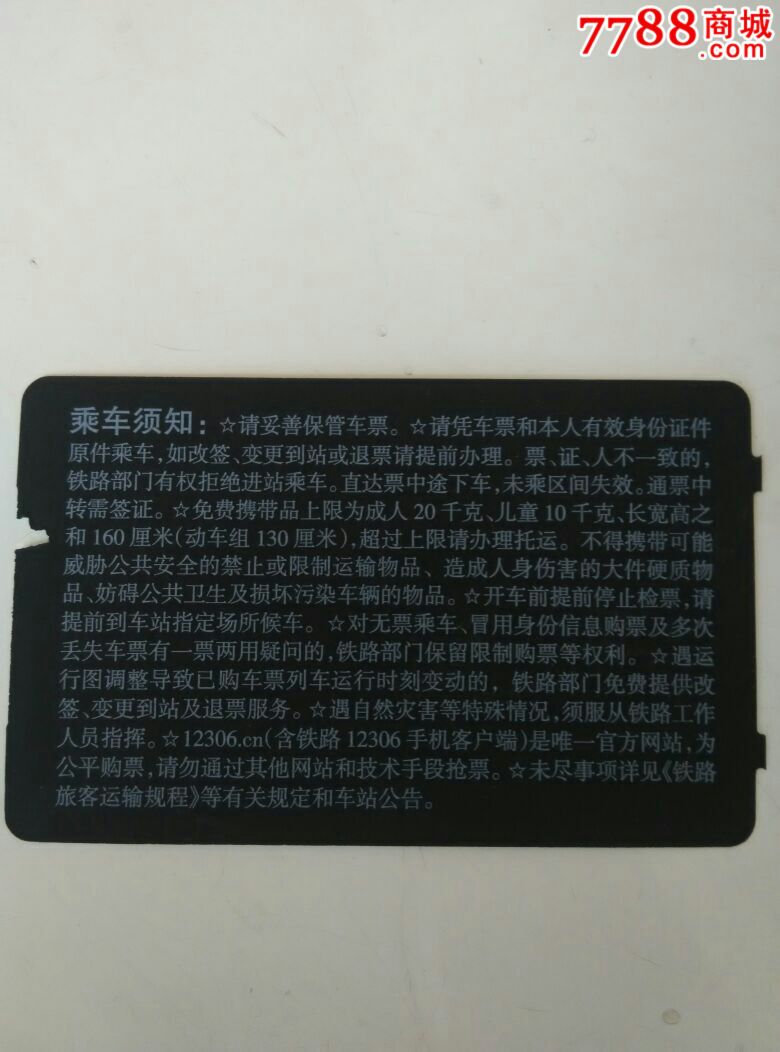 7788商城
.com
乘车须知：☆请妥善保管车票。☆请凭车票和本人有效身份证件
原件乘车,如改签、变更到站或退票请提前办理。票、证、人不一致的,
铁路部门有权拒绝进站乘车。直达票中途下车,未乘区间失效。通票中
转需签证。☆免费携带品上限为成人 20 千克、儿童 10 千克、长宽高之
和 160 厘米(动车组 130 厘米),超过上限请办理托运。不得携带可能
威胁公共安全的禁止或限制运输物品、造成人身伤害的大件硬质物
品、妨碍公共卫生及损坏污染车辆的物品。☆开车前提前停止检票,请
提前到车站指定场所候车。☆对无票乘车、冒用身份信息购票及多次
丢失车票有一票两用疑问的,铁路部门保留限制购票等权利。☆遇运
行图调整导致已购车票列车运行时刻变动的，铁路部门免费提供改
签、变更到站及退票服务。☆遇自然灾害等特殊情况,须服从铁路工作
人员指挥。☆12306.cn(含铁路 12306 手机客户端)是唯一官方网站,为
公平购票,请勿通过其他网站和技术手段抢票。☆未尽事项详见《铁路
旅客运输规程》等有关规定和车站公告。